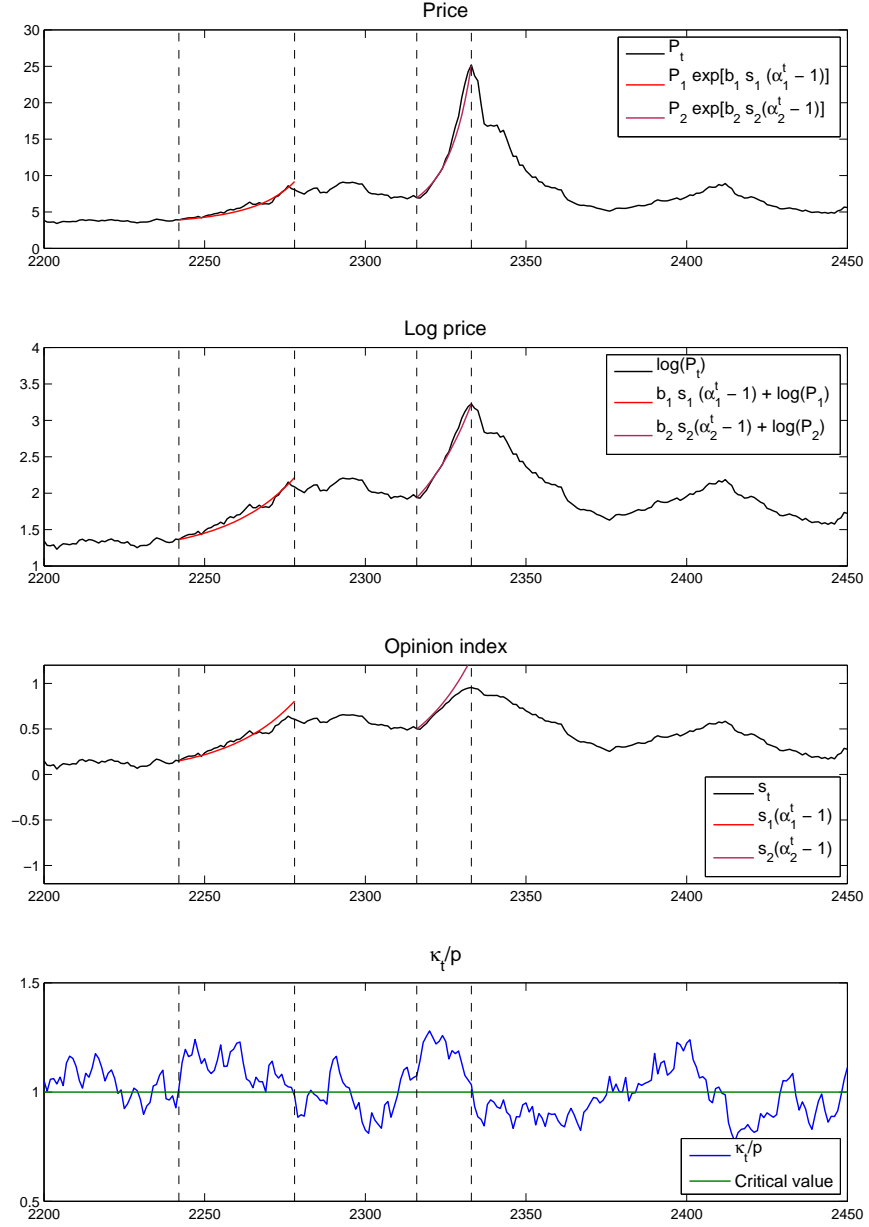 Price
30
25
20
15
10
5
0
P_t
P_1 exp[b_1 s_1 (α_1^t − 1)]
P_2 exp[b_2 s_2(α_2^t − 1)]
2200 2250 2300 2350 2400 2450
Log price
4
3.5
3
2.5
2
1.5
1
log(P_t)
b_1 s_1 (α_1^t − 1) + log(P_1)
b_2 s_2(α_2^t − 1) + log(P_2)
2200 2250 2300 2350 2400 2450
Opinion index
1
0.5
0
−0.5
−1
s_t
s_1(α_1^t − 1)
s_2(α_2^t − 1)
2200 2250 2300 2350 2400 2450
κ_t/p
1.5
1
0.5
κ_t/p
Critical value
2200 2250 2300 2350 2400 2450